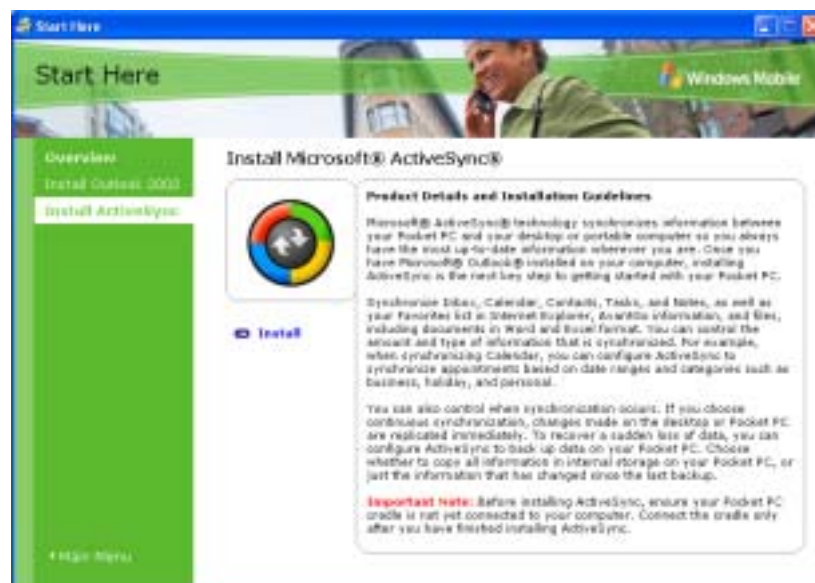 Start Here
Start Here
Windows Mobile
Overview
Install Outlook 2002
Install ActiveSync
Install Microsoft® ActiveSync®
Install
Product Details and Installation Guidelines
Microsoft® ActiveSync® technology synchronizes information between
your Pocket PC and your desktop or portable computer so you always
have the most up-to-date information wherever you are. Once you
have Microsoft® Outlook® installed on your computer, installing
ActiveSync is the next key step to getting started with your Pocket PC.
Synchronize Inbox, Calendar, Contacts, Tasks, and Notes, as well as
your Favorites list in Internet Explorer, AvantGo information, and files,
including documents in Word and Excel format. You can control the
amount and type of information that is synchronized. For example,
when synchronizing Calendar, you can configure ActiveSync to
synchronize appointments based on date ranges and categories such as
business, holiday, and personal.
You can also control when synchronization occurs. If you choose
continuous synchronization, changes made on the desktop or Pocket PC
are replicated immediately. To recover a sudden loss of data, you can
configure ActiveSync to back up data on your Pocket PC. Choose
whether to copy all information in internal storage on your Pocket PC, or
just the information that has changed since the last backup.
Important Note: Before installing ActiveSync, ensure your Pocket PC
cradle is not yet connected to your computer. Connect the cradle only
after you have finished installing ActiveSync.
Main Menu